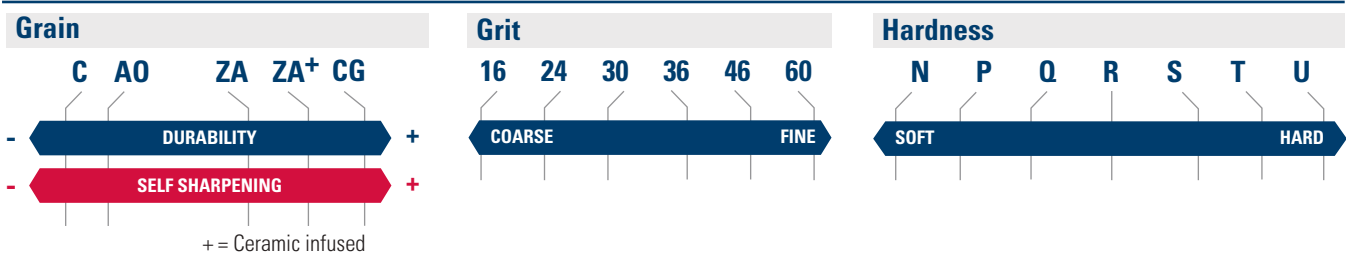 Grain
C AO ZA ZA+ CG
- DURABILITY +
- SELF SHARPENING +
+ = Ceramic infused
Grit
16 24 30 36 46 60
COARSE FINE
Hardness
N P Q R S T U
SOFT HARD